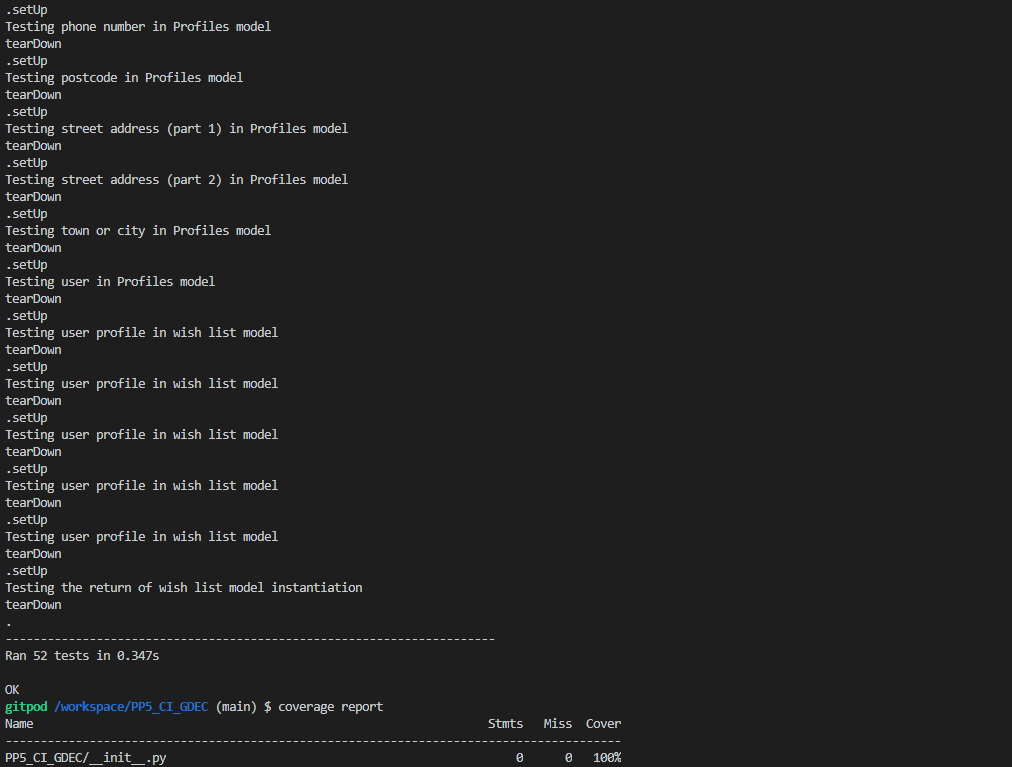 .setUp
Testing phone number in Profiles model
tearDown
.setUp
Testing postcode in Profiles model
tearDown
.setUp
Testing street address (part 1) in Profiles model
tearDown
.setUp
Testing street address (part 2) in Profiles model
tearDown
.setUp
Testing town or city in Profiles model
tearDown
.setUp
Testing user in Profiles model
tearDown
.setUp
Testing user profile in wish list model
tearDown
.setUp
Testing user profile in wish list model
tearDown
.setUp
Testing user profile in wish list model
tearDown
.setUp
Testing user profile in wish list model
tearDown
.setUp
Testing user profile in wish list model
tearDown
.setUp
Testing the return of wish list model instantiation
tearDown
.
----------------------------------------------------------------------
Ran 52 tests in 0.347s
OK
gitpod /workspace/PP5_CI_GDEC (main) $ coverage report
Name Stmts Miss Cover
----------------------------------------------------------------------------------------
PP5_CI_GDEC/__init__.py 0 0 100%